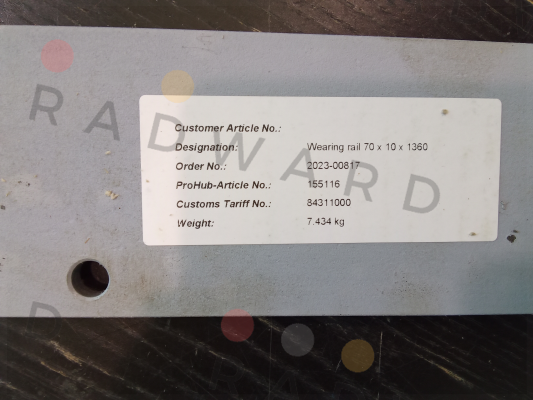 RADWARD
Customer Article No.:
Designation: Wearing rail 70 x 10 x 1360
Order No.: 2023-00817
ProHub-Article No.: 155116
Customs Tariff No.: 84311000
Weight: 7.434 kg
RADWARD